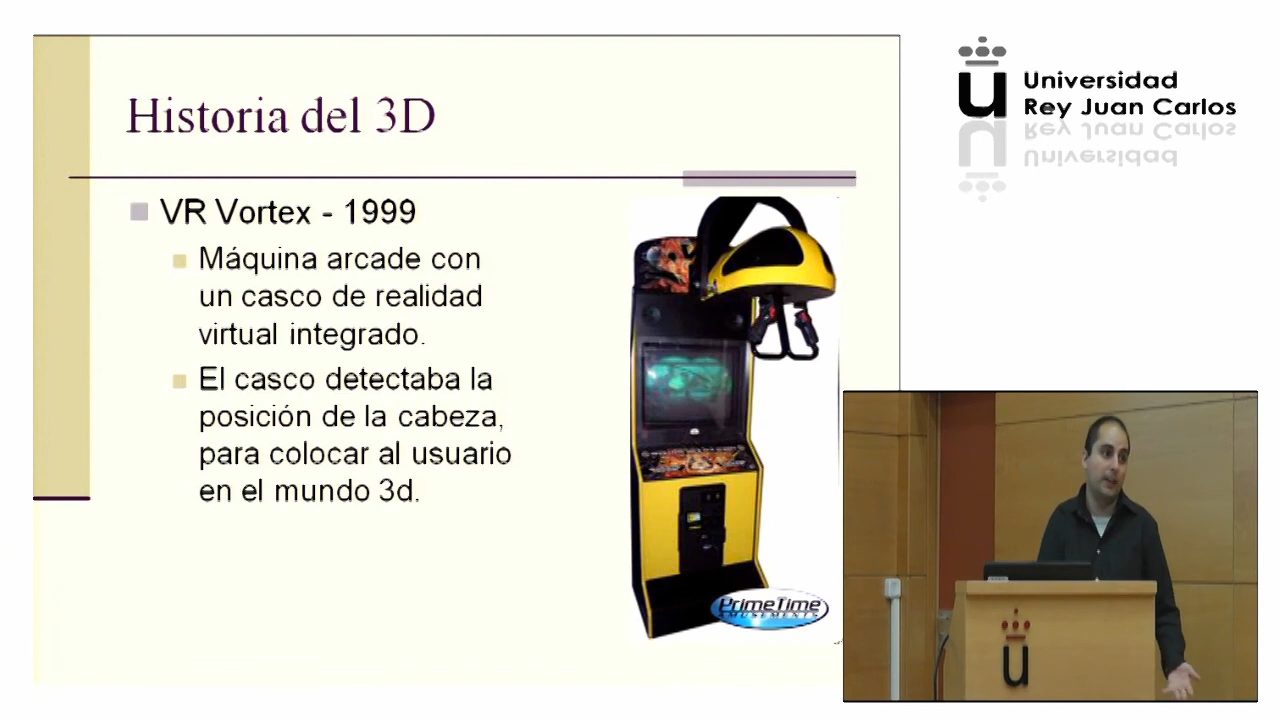 Historia del 3D
VR Vortex - 1999
Máquina arcade con
un casco de realidad
virtual integrado.
El casco detectaba la
posición de la cabeza,
para colocar al usuario
en el mundo 3d.
PrimeTime
AMUSEMENTS
u
Universidad
Rey Juan Carlos
u